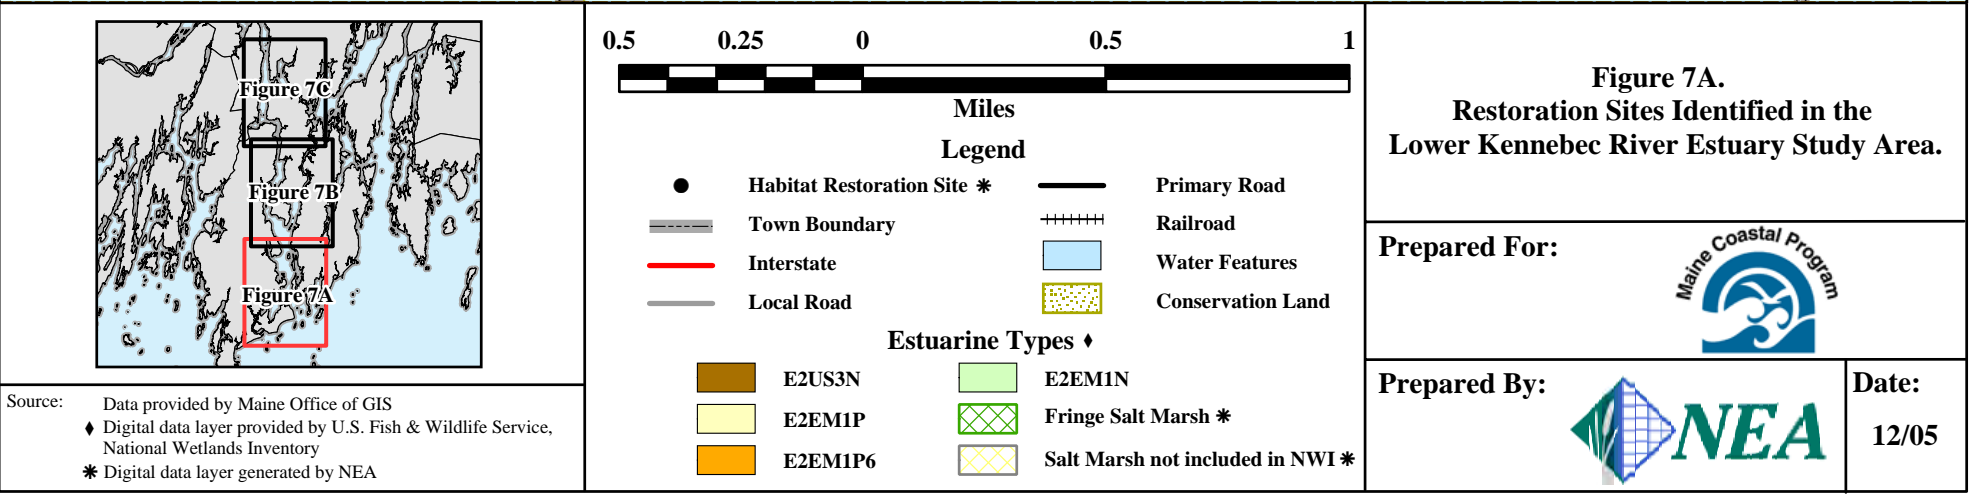 Figure 7C
Figure 7B
Figure 7A
Source:
Data provided by Maine Office of GIS
♦ Digital data layer provided by U.S. Fish & Wildlife Service,
National Wetlands Inventory
✱ Digital data layer generated by NEA
0.5 0.25 0 0.5 1
Miles
Legend
Habitat Restoration Site ✱
Primary Road
Town Boundary
Railroad
Interstate
Water Features
Local Road
Conservation Land
Estuarine Types ♦
E2US3N
E2EM1N
E2EM1P
Fringe Salt Marsh ✱
E2EM1P6
Salt Marsh not included in NWI ✱
Figure 7A.
Restoration Sites Identified in the
Lower Kennebec River Estuary Study Area.
Prepared For:
Maine Coastal Program
Prepared By:
NEA
Date:
12/05